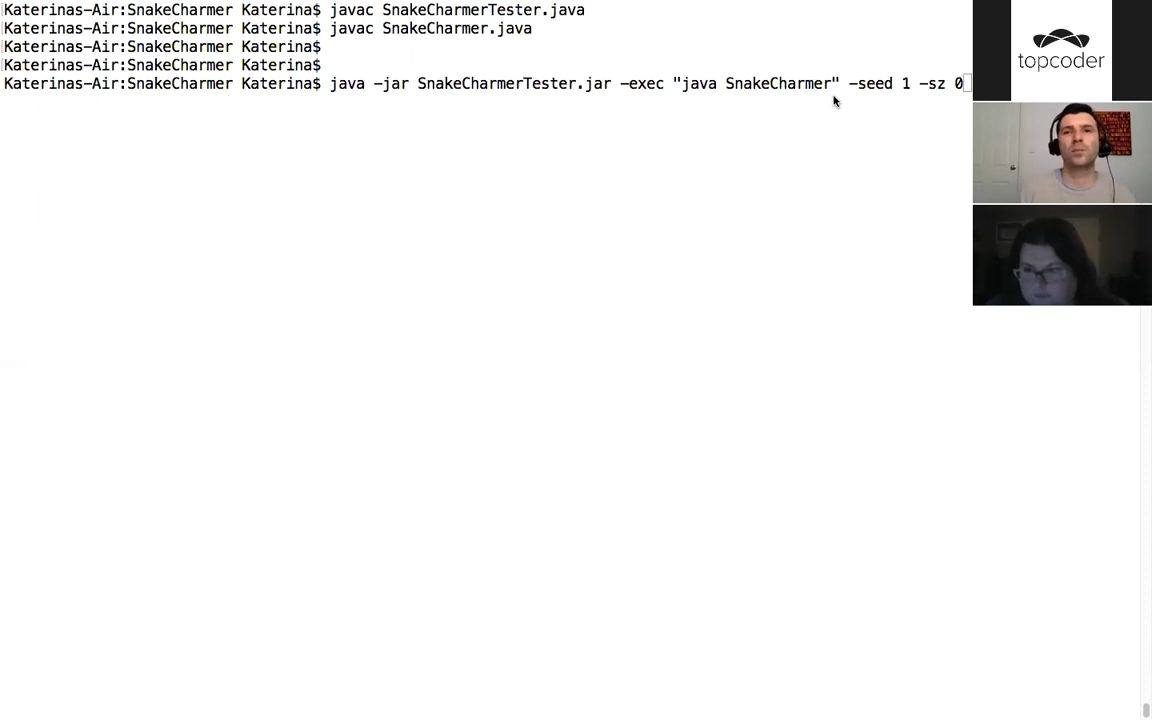 Katerinas-Air:SnakeCharmer Katerina$ javac SnakeCharmerTester.java
Katerinas-Air:SnakeCharmer Katerina$ javac SnakeCharmer.java
Katerinas-Air:SnakeCharmer Katerina$
Katerinas-Air:SnakeCharmer Katerina$
Katerinas-Air:SnakeCharmer Katerina$ java -jar SnakeCharmerTester.jar -exec "java SnakeCharmer" -seed 1 -sz 0
topcoder